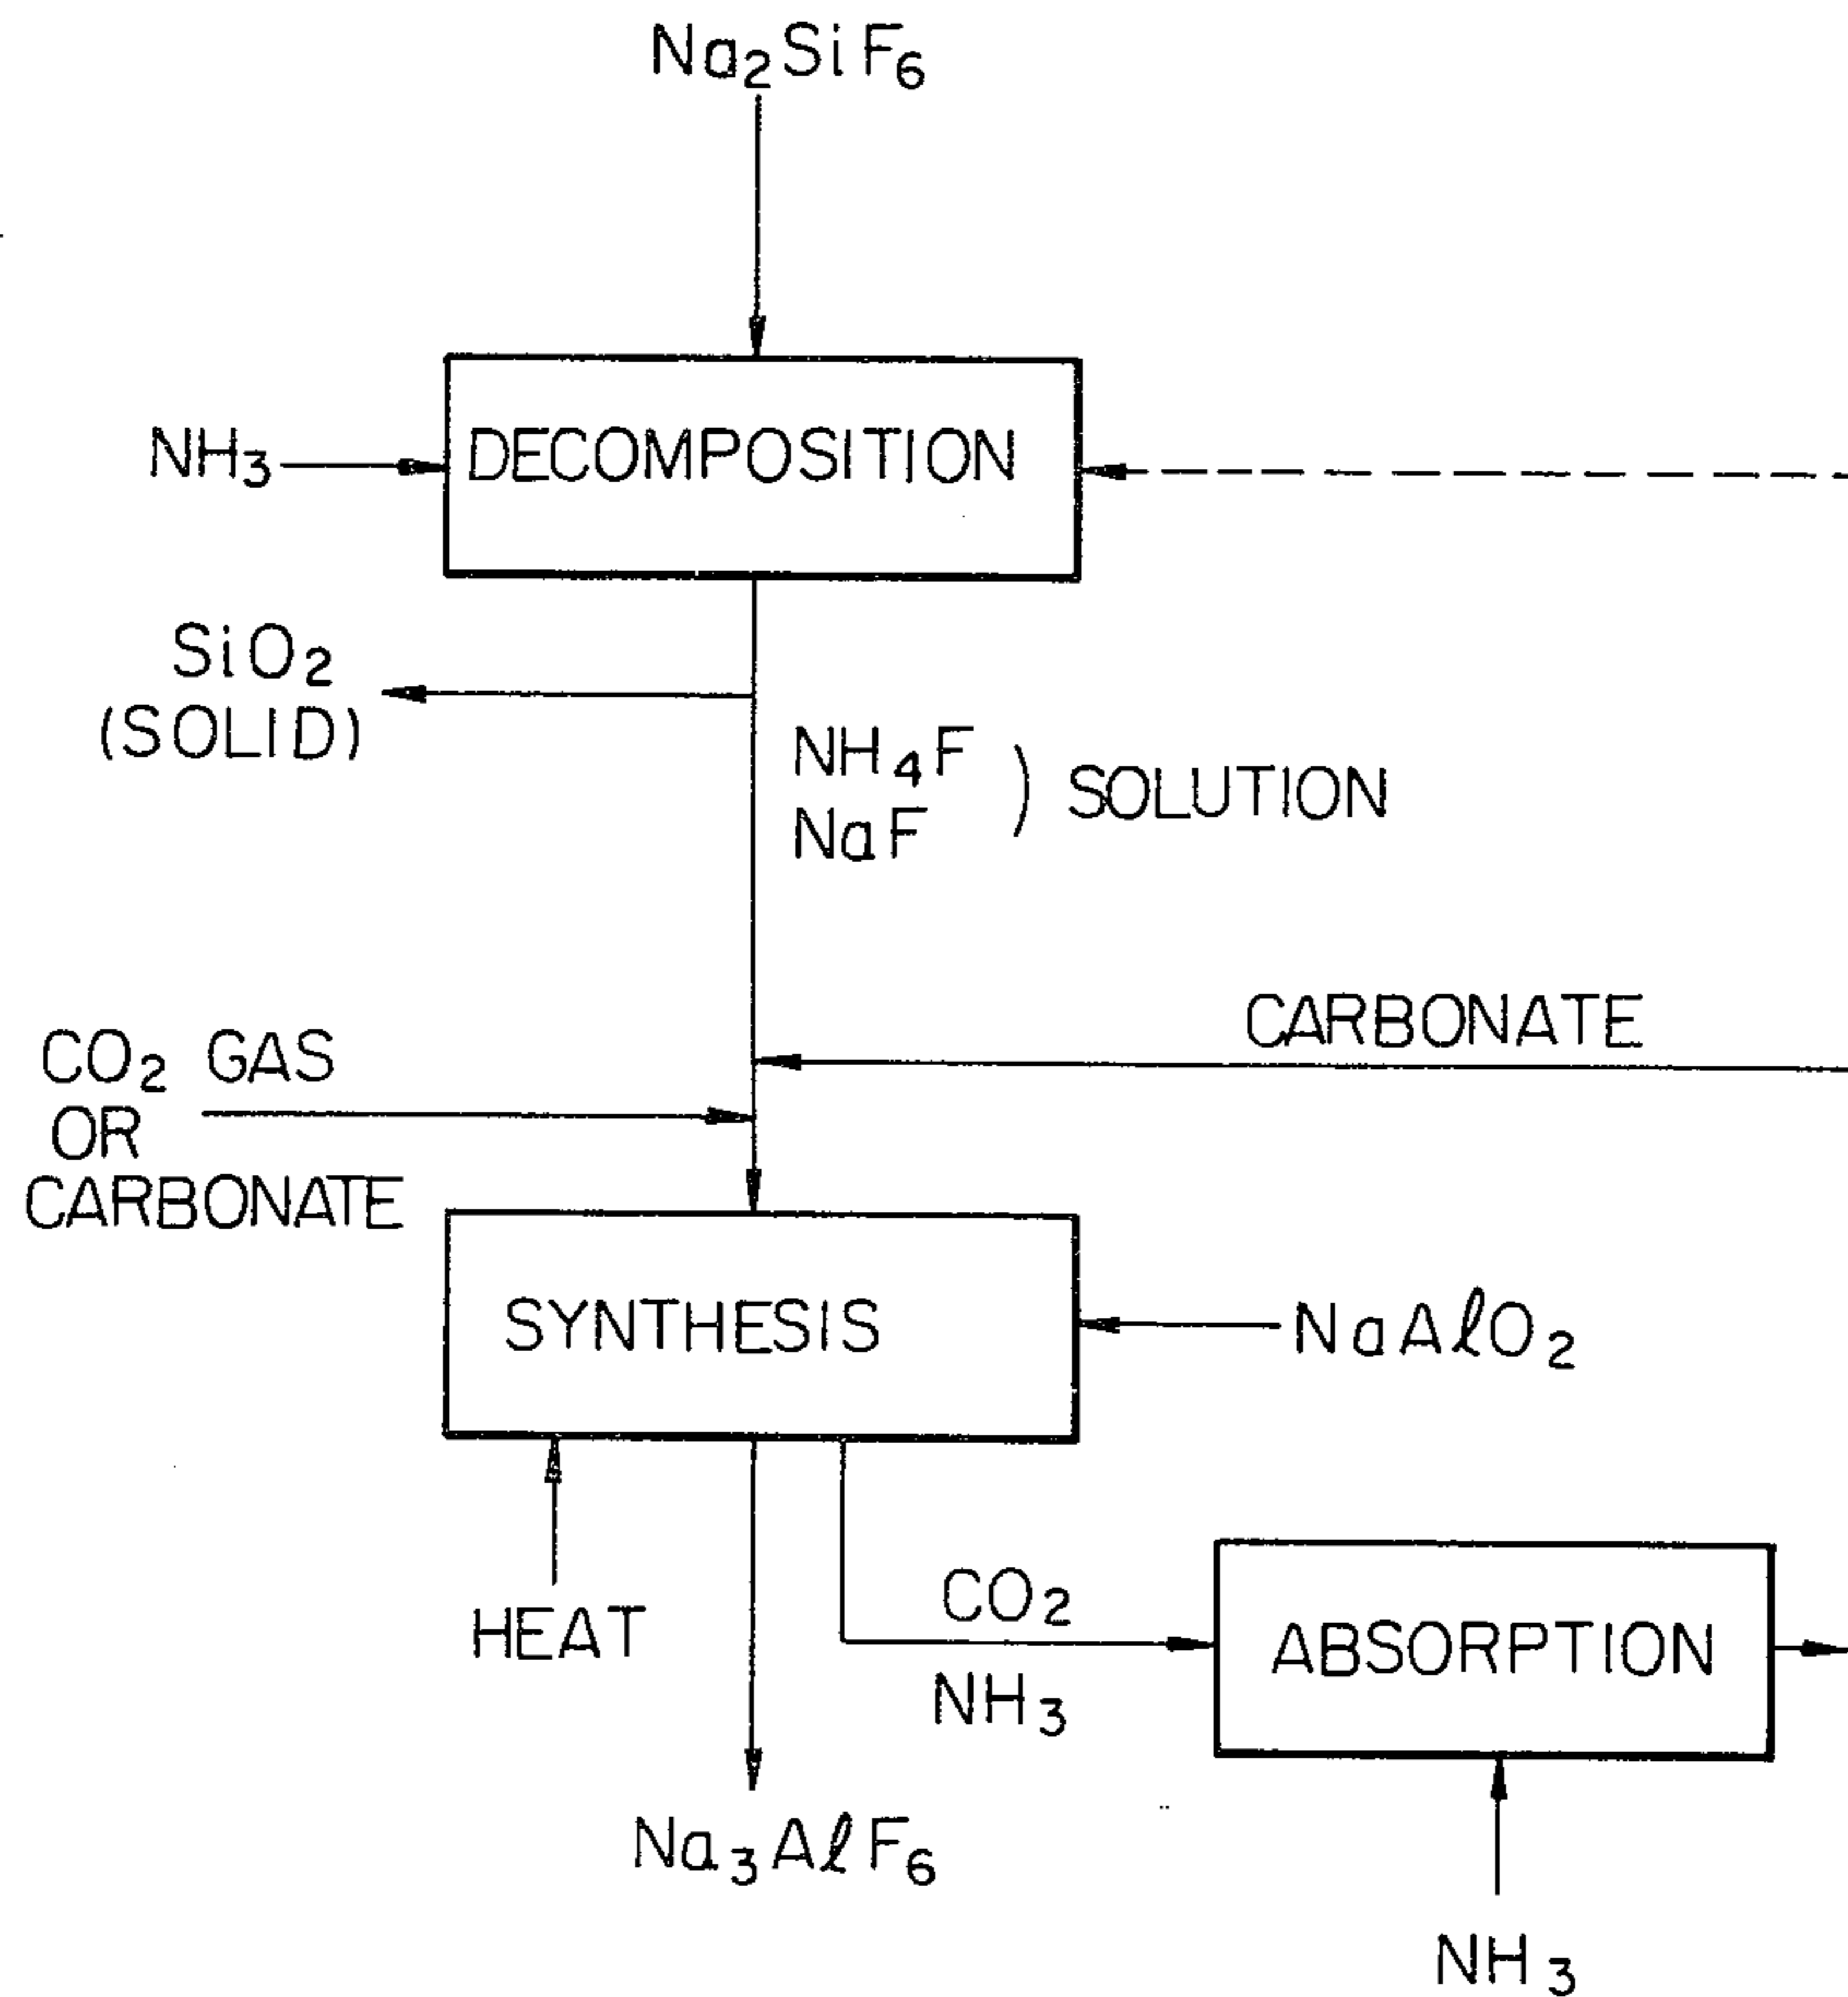 Na₂SiF₆
NH₃
DECOMPOSITION
SiO₂
(SOLID)
NH₄F
NaF
) SOLUTION
CARBONATE
CO₂ GAS
OR
CARBONATE
SYNTHESIS
NaAlO₂
HEAT
CO₂
NH₃
ABSORPTION
Na₃AlF₆
NH₃